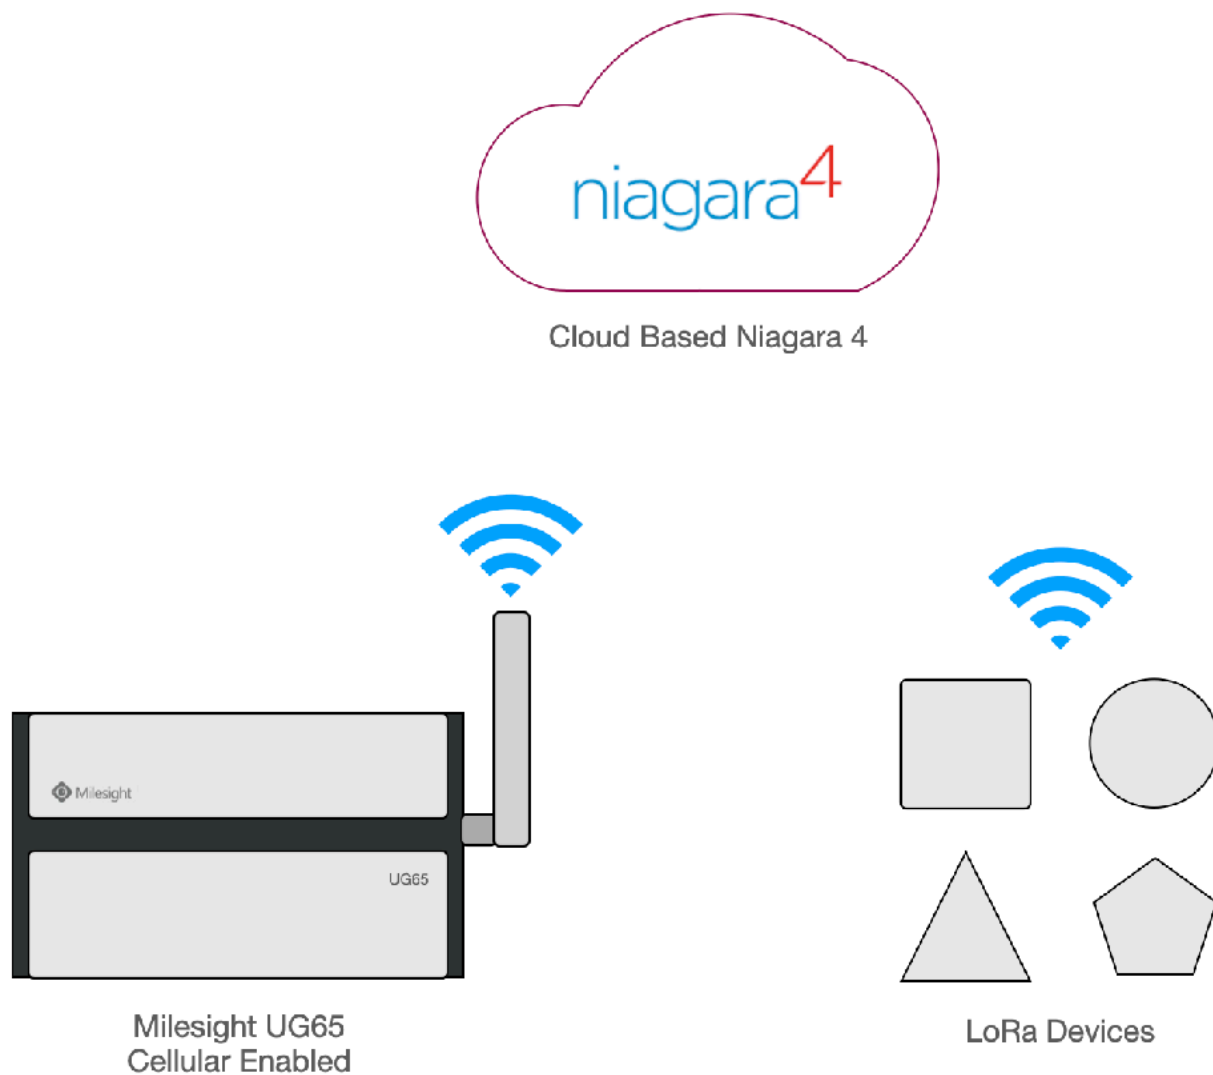 niagara4
Cloud Based Niagara 4
Milesight
UG65
Milesight UG65
Cellular Enabled
LoRa Devices